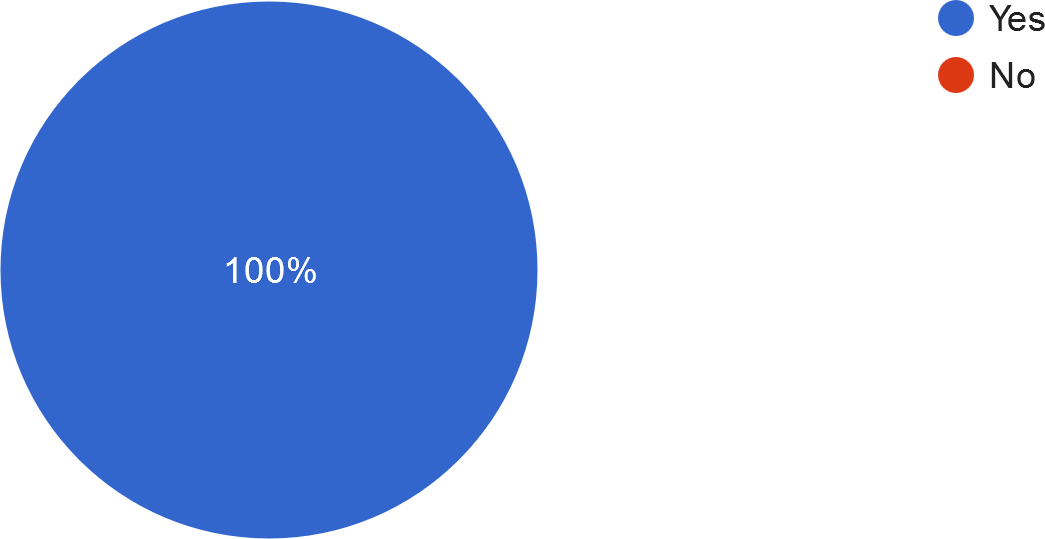 Yes
No
100%